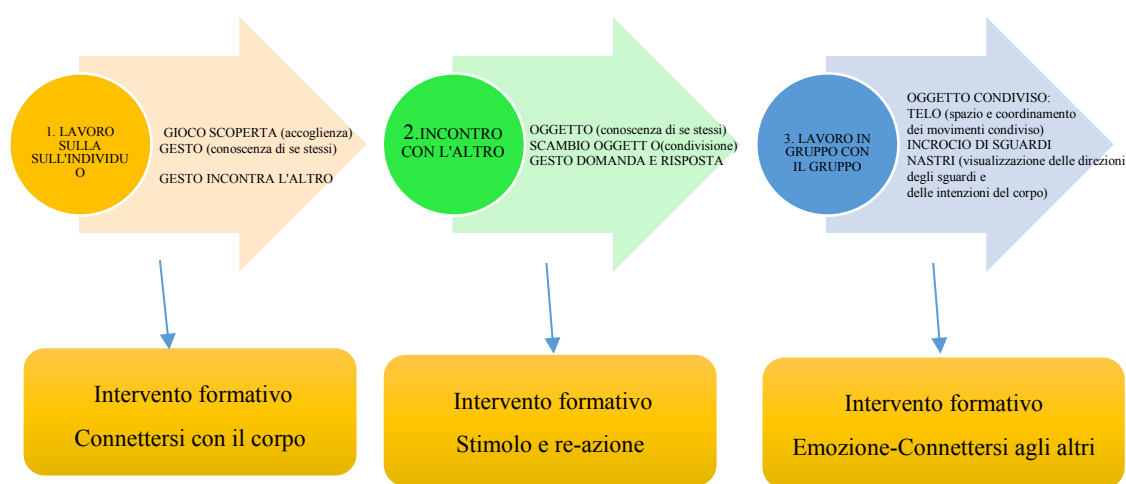 1. LAVORO
SULLA
SULL'INDIVIDU
O
GIOCO SCOPERTA (accoglienza)
GESTO (conoscenza di se stessi)
GESTO INCONTRA L'ALTRO
2.INCONTRO
CON L'ALTRO
OGGETTO (conoscenza di se stessi)
SCAMBIO OGGETT O(condivisione)
GESTO DOMANDA E RISPOSTA
3. LAVORO IN
GRUPPO CON
IL GRUPPO
OGGETTO CONDIVISO:
TELO (spazio e coordinamento
dei movimenti condiviso)
INCROCIO DI SGUARDI
NASTRI (visualizzazione delle direzioni
degli sguardi e
delle intenzioni del corpo)
Intervento formativo
Connettersi con il corpo
Intervento formativo
Stimolo e re-azione
Intervento formativo
Emozione-Connettersi agli altri